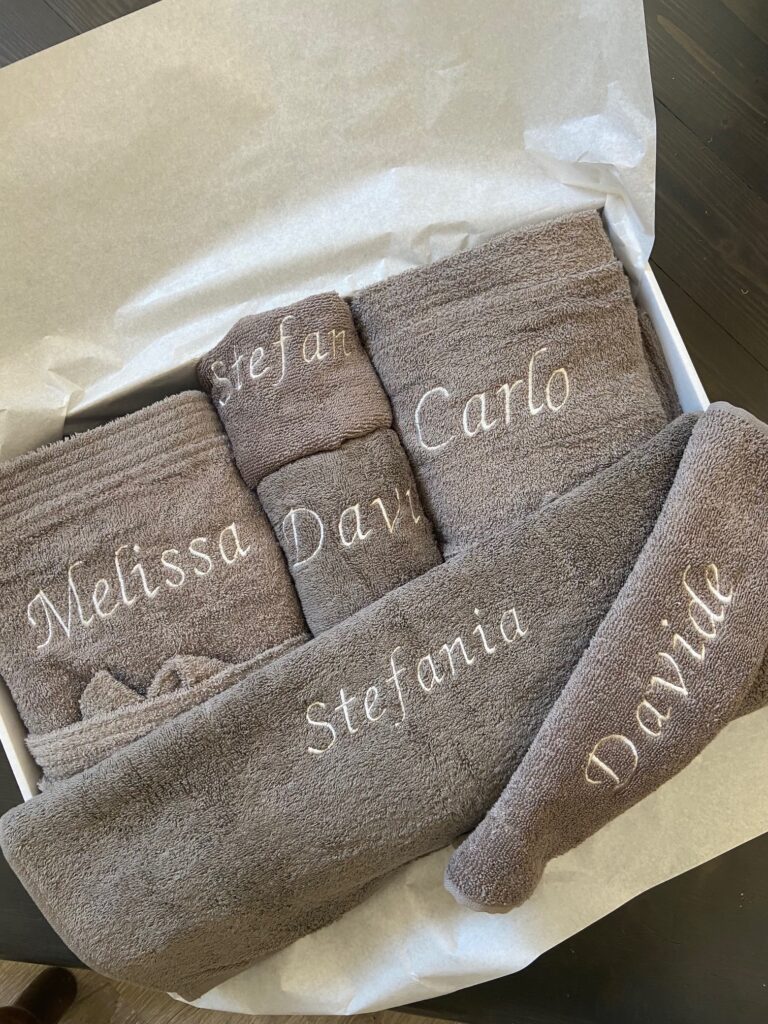 Stefan
Carlo
Davi
Melissa
Stefania
Davide